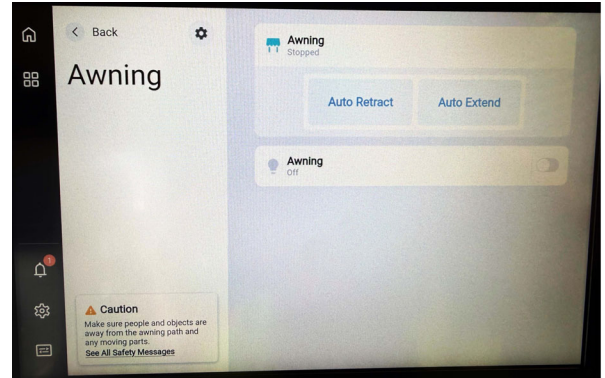 Back
Awning
Awning
Stopped
Auto Retract
Auto Extend
Awning
Off
1
Caution
Make sure people and objects are
away from the awning path and
any moving parts.
See All Safety Messages